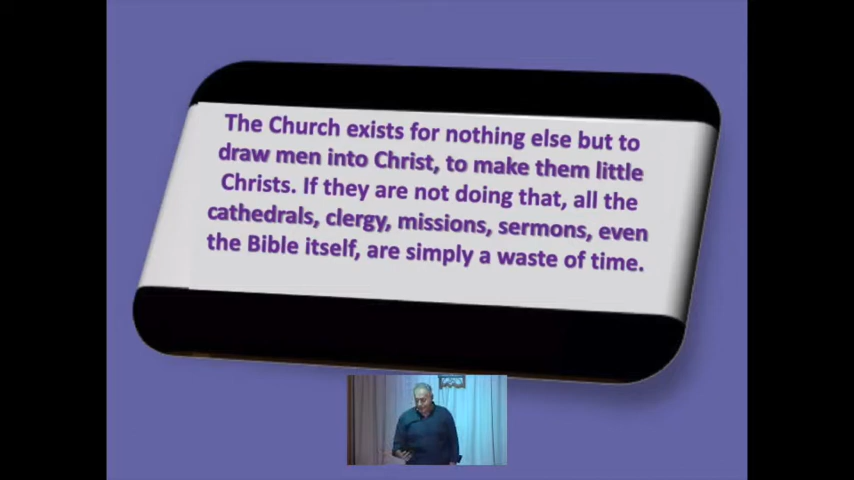 The Church exists for nothing else but to
draw men into Christ, to make them little
Christs. If they are not doing that, all the
cathedrals, clergy, missions, sermons, even
the Bible itself, are simply a waste of time.